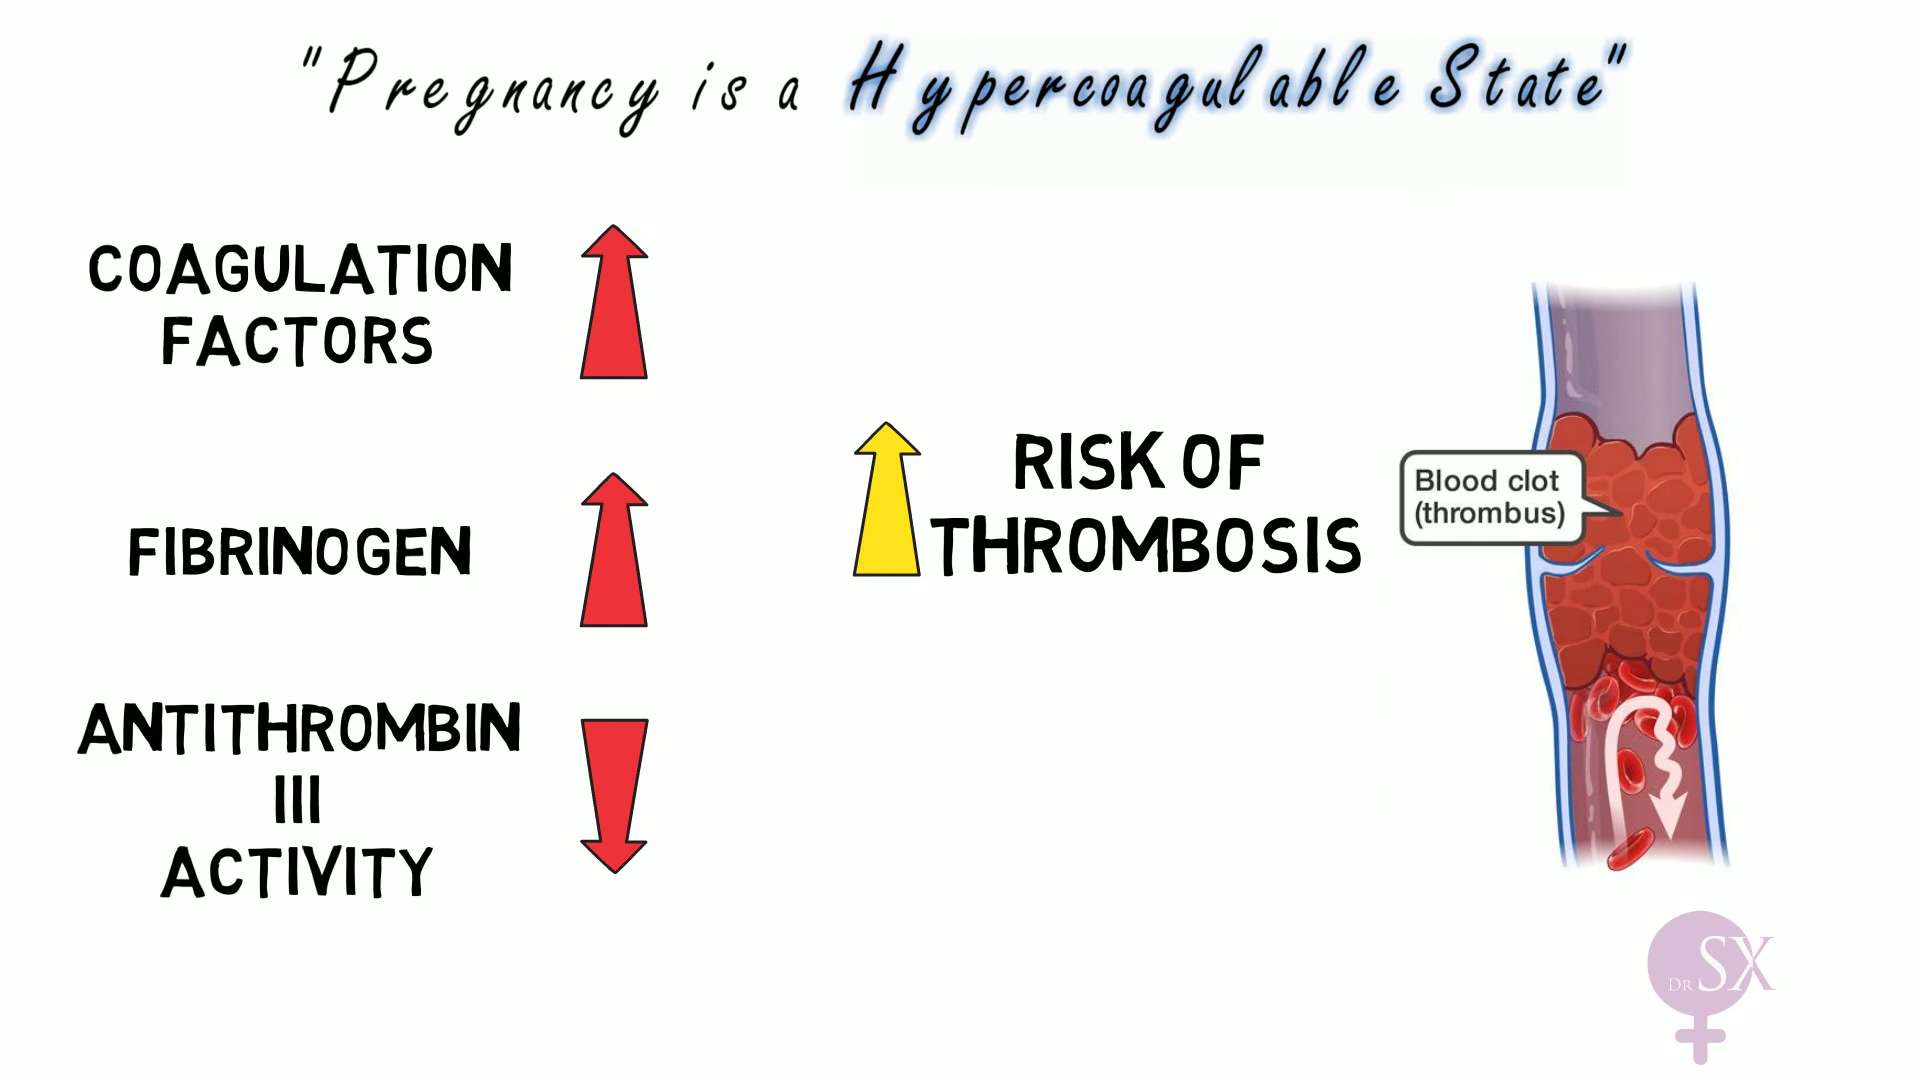 "Pregnancy is a Hypercoagulable State"
COAGULATION
FACTORS
FIBRINOGEN
ANTITHROMBIN
III
ACTIVITY
RISK OF
THROMBOSIS
Blood clot
(thrombus)
DR SX